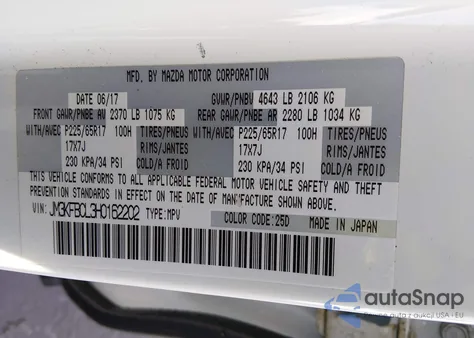 MFD. BY MAZDA MOTOR CORPORATION
DATE 06/17 GVWR/PNBV 4643 LB 2106 KG
FRONT GAWR/PNBE AV 2370 LB 1075 KG REAR GAWR/PNBE AR 2280 LB 1034 KG
WITH/AVEC P225/65R17 100H TIRES/PNEUS WITH/AVEC P225/65R17 100H TIRES/PNEUS
17X7J RIMS/JANTES 17X7J RIMS/JANTES
230 KPA/34 PSI COLD/A FROID 230 KPA/34 PSI COLD/A FROID
THIS VEHICLE CONFORMS TO ALL APPLICABLE FEDERAL MOTOR VEHICLE SAFETY AND THEFT
PREVENTION STANDARDS IN EFFECT ON THE DATE OF MANUFACTURE SHOWN ABOVE.
VIN: JM3KFBCL3H0162202 TYPE: MPV COLOR CODE:25D MADE IN JAPAN
autoSnap
aukcji USA - EU